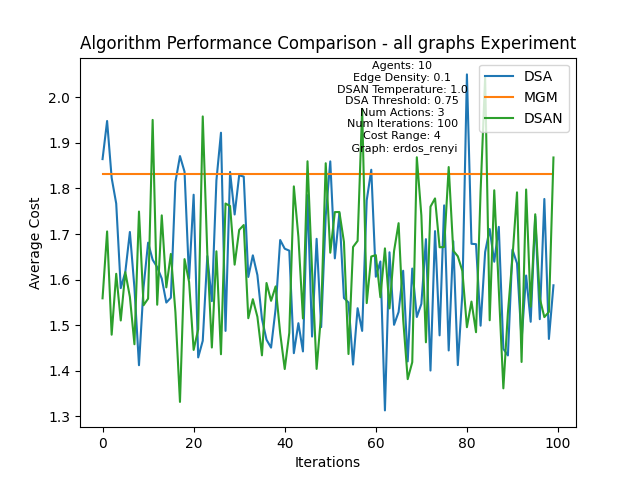 Algorithm Performance Comparison - all graphs Experiment
Agents: 10
Edge Density: 0.1
DSAN Temperature: 1.0
DSA Threshold: 0.75
Num Actions: 3
Num Iterations: 100
Cost Range: 4
Graph: erdos_renyi
DSA
MGM
DSAN
Average Cost
2.0
1.9
1.8
1.7
1.6
1.5
1.4
1.3
0
20
40
60
80
100
Iterations